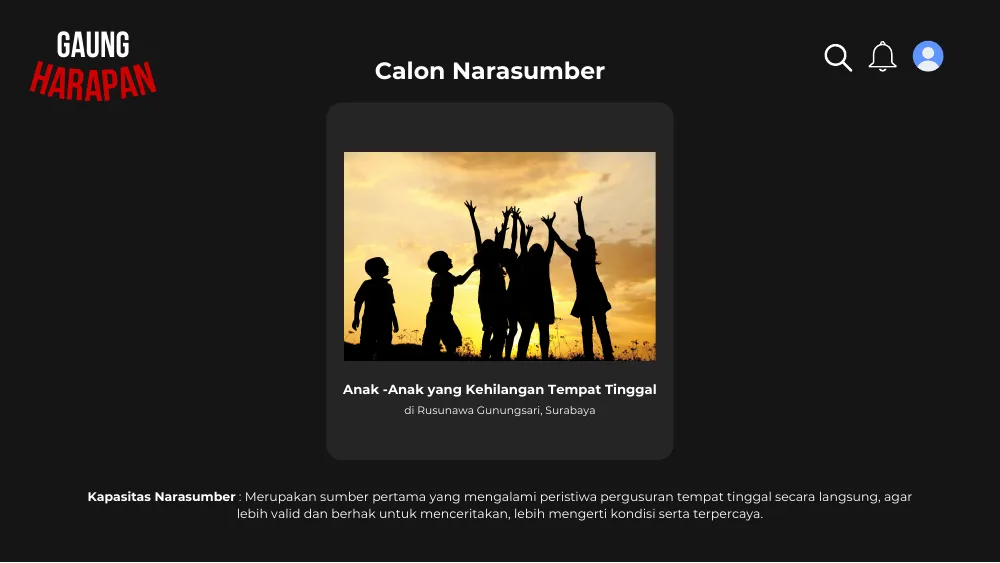 GAUNG
HARAPAN
Calon Narasumber
Anak -Anak yang Kehilangan Tempat Tinggal
di Rusunawa Gunungsari, Surabaya
Kapasitas Narasumber : Merupakan sumber pertama yang mengalami peristiwa pergusuran tempat tinggal secara langsung, agar
lebih valid dan berhak untuk menceritakan, lebih mengerti kondisi serta terpercaya.